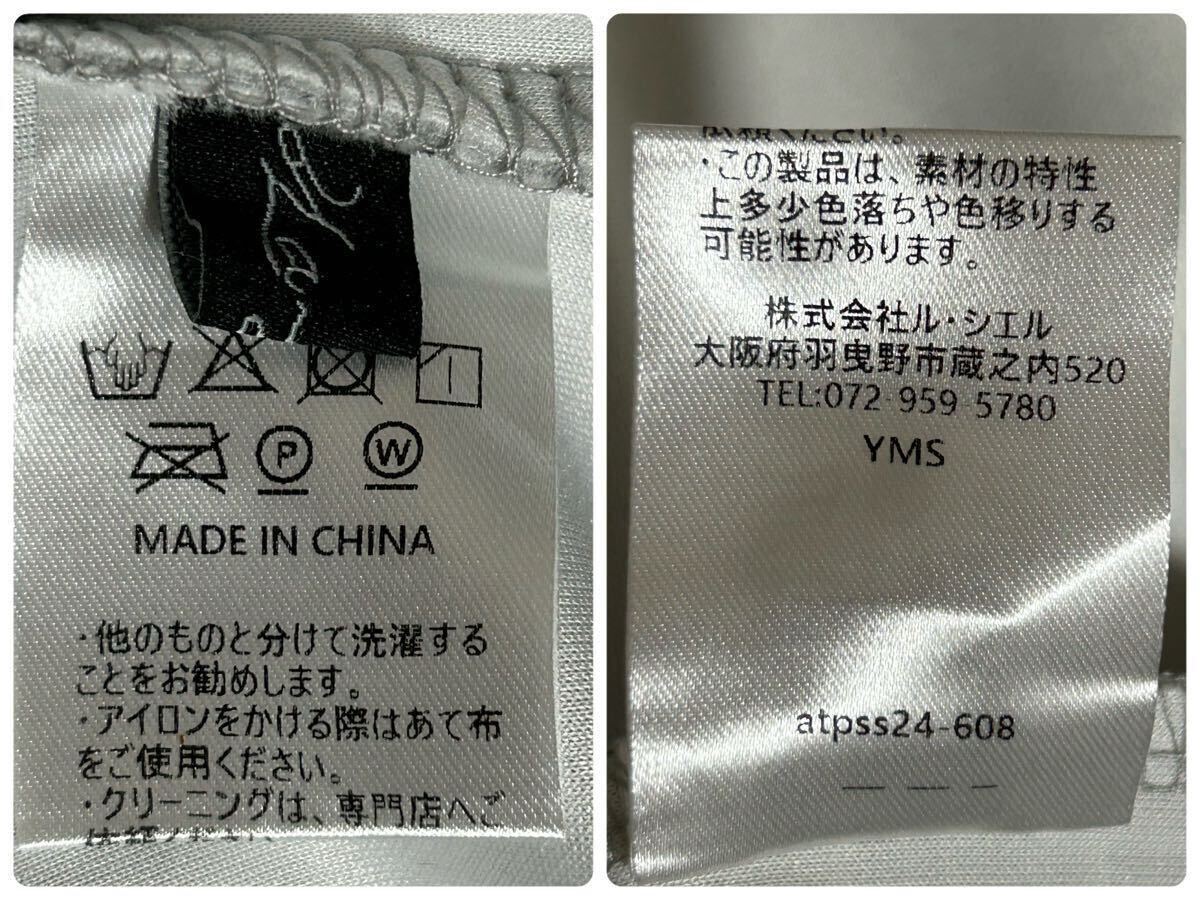 P
W
MADE IN CHINA
・他のものと分けて洗濯する
ことをお勧めします。
・アイロンをかける際はあて布
をご使用ください。
・クリーニングは、専門店へご
依頼ください。
・この製品は、素材の特性
上多少色落ちや色移りする
可能性があります。
株式会社ル・シエル
大阪府羽曳野市蔵之内520
TEL:072-959 5780
YMS
atpss24-608